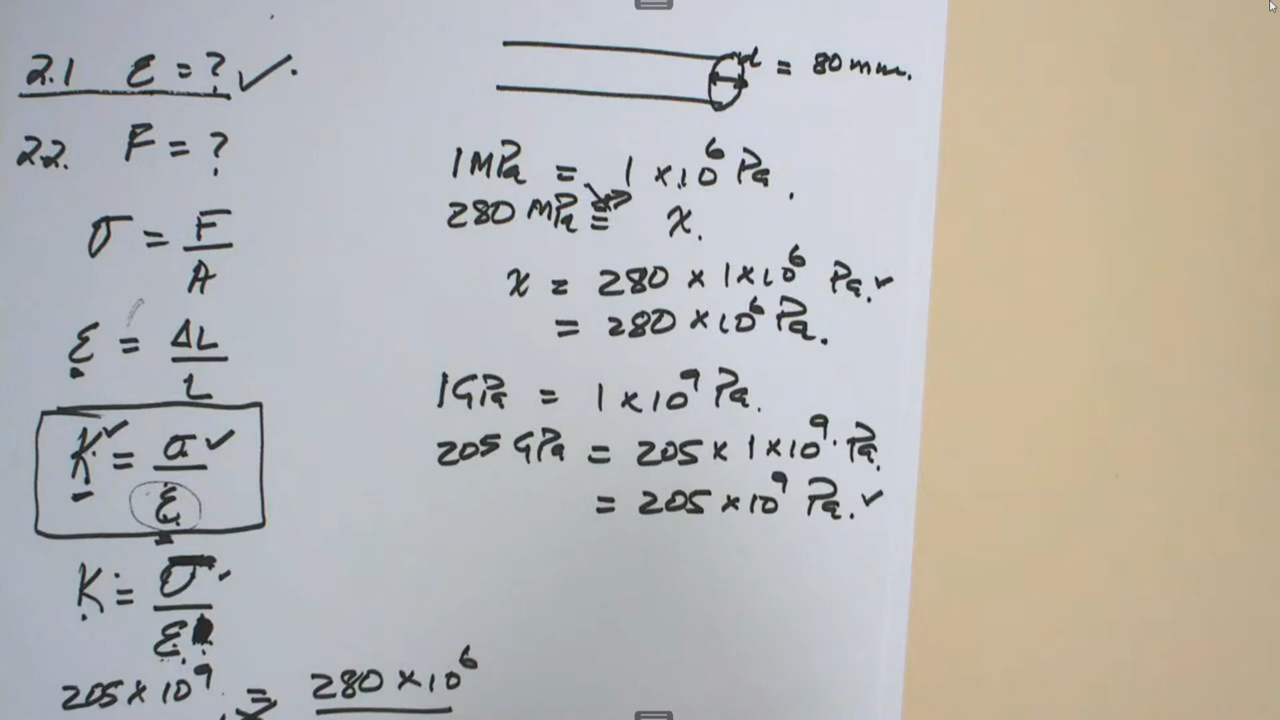 2.1 ε = ? ✓.
2.2. F = ?
σ = F/A
ε = ΔL/L
K✓ = σ✓/ε
K = σ/ε
205 × 10⁹ = 280 × 10⁶
d = 80 mm.
1 MPa = 1 × 10⁶ Pa.
280 MPa = x.
x = 280 × 1 × 10⁶ Pa. ✓
= 280 × 10⁶ Pa.
1 GPa = 1 × 10⁹ Pa.
205 GPa = 205 × 1 × 10⁹ Pa.
= 205 × 10⁹ Pa. ✓